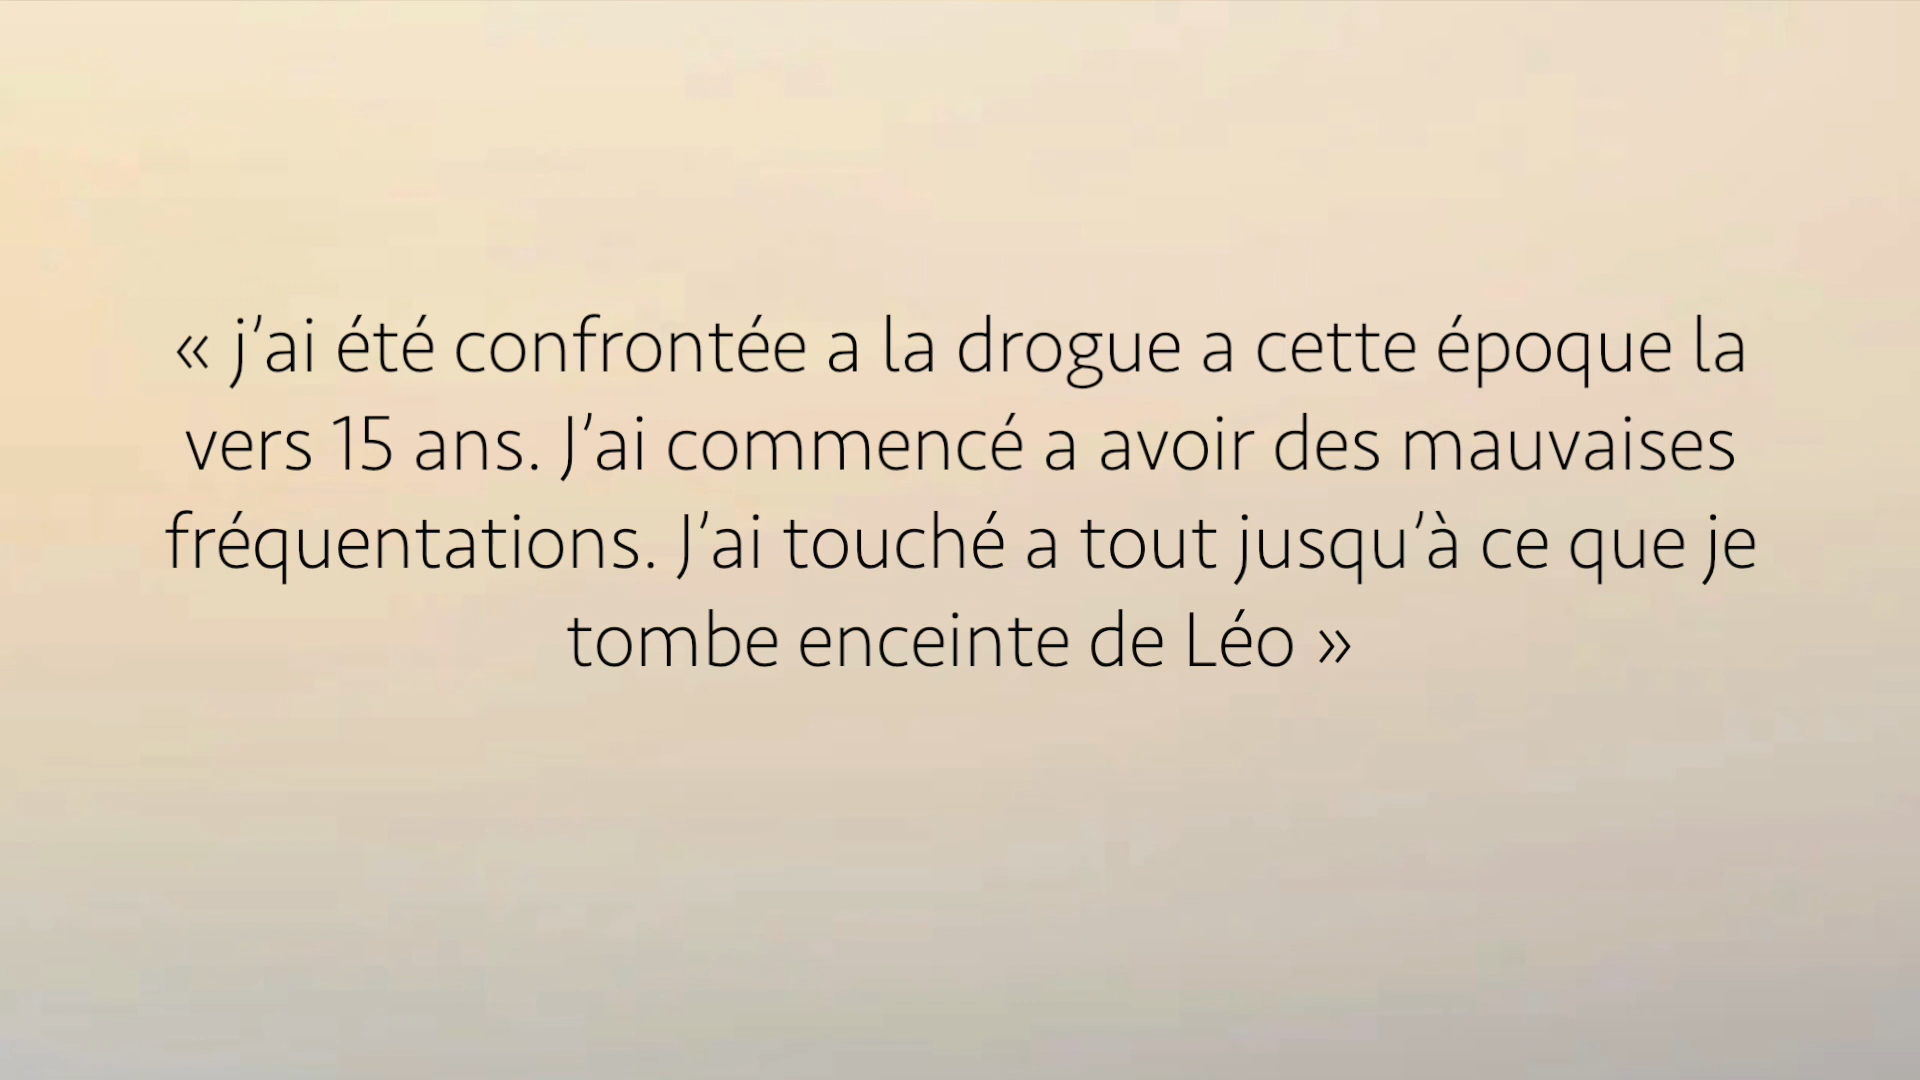 « j’ai été confrontée a la drogue a cette époque la
vers 15 ans. J’ai commencé a avoir des mauvaises
fréquentations. J’ai touché a tout jusqu’à ce que je
tombe enceinte de Léo »